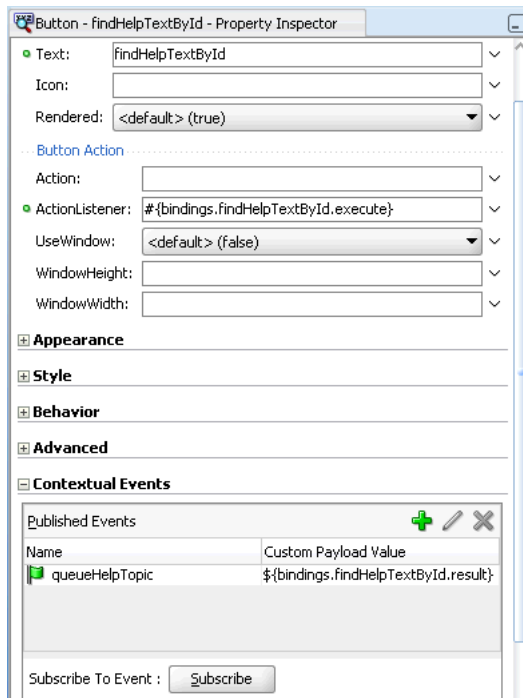 Button - findHelpTextById - Property Inspector
Text: findHelpTextById
Icon:
Rendered: <default> (true)
Button Action
Action:
ActionListener: #{bindings.findHelpTextById.execute}
UseWindow: <default> (false)
WindowHeight:
WindowWidth:
Appearance
Style
Behavior
Advanced
Contextual Events
Published Events
Name Custom Payload Value
queueHelpTopic ${bindings.findHelpTextById.result}
Subscribe To Event : Subscribe